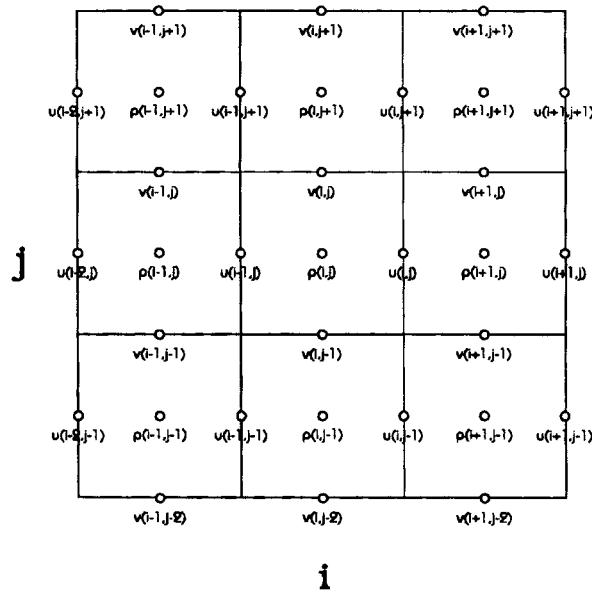 v(i-1,j+1) v(i,j+1) v(i+1,j+1)
u(i-2,j+1) ρ(i-1,j+1) u(i-1,j+1) ρ(i,j+1) u(i,j+1) ρ(i+1,j+1) u(i+1,j+1)
v(i-1,j) v(i,j) v(i+1,j)
j
u(i-2,j) ρ(i-1,j) u(i-1,j) ρ(i,j) u(i,j) ρ(i+1,j) u(i+1,j)
v(i-1,j-1) v(i,j-1) v(i+1,j-1)
u(i-2,j-1) ρ(i-1,j-1) u(i-1,j-1) ρ(i,j-1) u(i,j-1) ρ(i+1,j-1) u(i+1,j-1)
v(i-1,j-2) v(i,j-2) v(i+1,j-2)
i